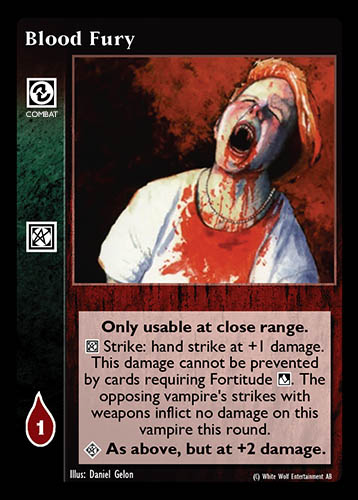 Blood Fury
COMBAT
Only usable at close range.
Strike: hand strike at +1 damage.
This damage cannot be prevented
by cards requiring Fortitude . The
opposing vampire's strikes with
weapons inflict no damage on this
vampire this round.
As above, but at +2 damage.
1
Illus: Daniel Gelon
(C) White Wolf Entertainment AB